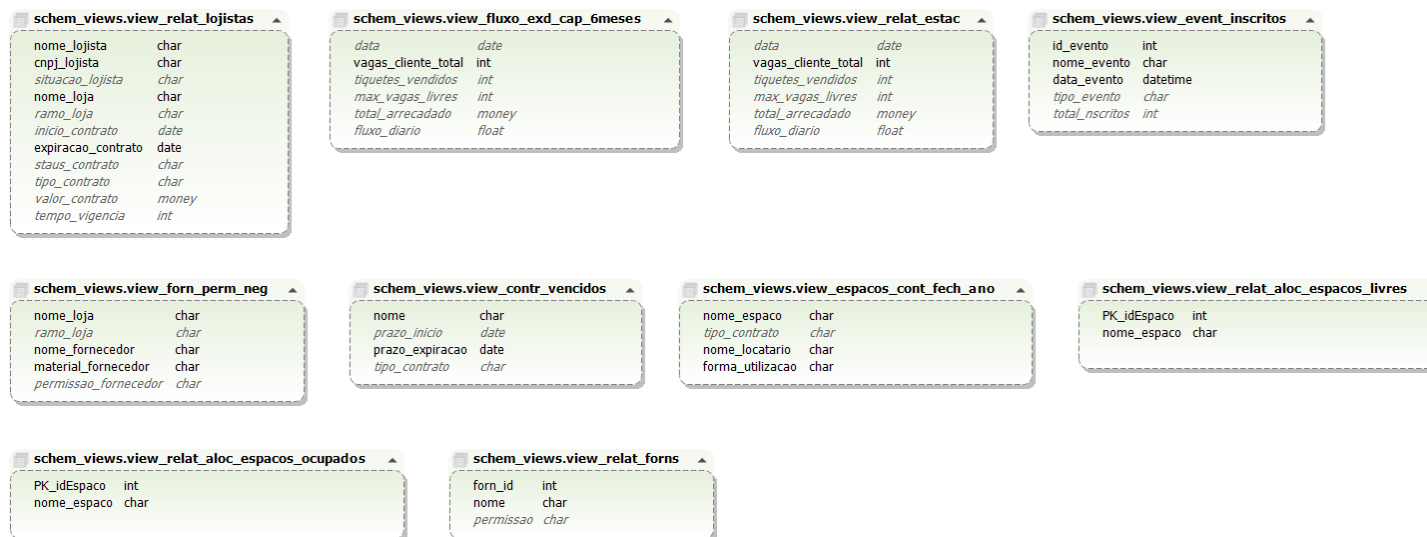 schem_views.view_relat_lojistas
nome_lojista char
cnpj_lojista char
situacao_lojista char
nome_loja char
ramo_loja char
inicio_contrato date
expiracao_contrato date
staus_contrato char
tipo_contrato char
valor_contrato money
tempo_vigencia int
schem_views.view_fluxo_exd_cap_6meses
data date
vagas_cliente_total int
tiquetes_vendidos int
max_vagas_livres int
total_arrecadado money
fluxo_diario float
schem_views.view_relat_estac
data date
vagas_cliente_total int
tiquetes_vendidos int
max_vagas_livres int
total_arrecadado money
fluxo_diario float
schem_views.view_event_inscritos
id_evento int
nome_evento char
data_evento datetime
tipo_evento char
total_nscritos int
schem_views.view_forn_perm_neg
nome_loja char
ramo_loja char
nome_fornecedor char
material_fornecedor char
permissao_fornecedor char
schem_views.view_contr_vencidos
nome char
prazo_inicio date
prazo_expiracao date
tipo_contrato char
schem_views.view_espacos_cont_fech_ano
nome_espaco char
tipo_contrato char
nome_locatario char
forma_utilizacao char
schem_views.view_relat_aloc_espacos_livres
PK_idEspaco int
nome_espaco char
schem_views.view_relat_aloc_espacos_ocupados
PK_idEspaco int
nome_espaco char
schem_views.view_relat_forns
forn_id int
nome char
permissao char